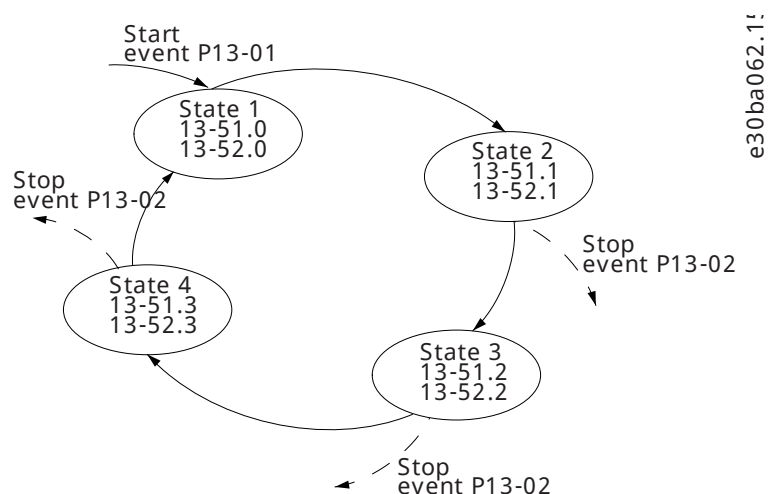 Start
event P13-01
State 1
13-51.0
13-52.0
State 2
13-51.1
13-52.1
Stop
event P13-02
State 3
13-51.2
13-52.2
Stop
event P13-02
State 4
13-51.3
13-52.3
Stop
event P13-02